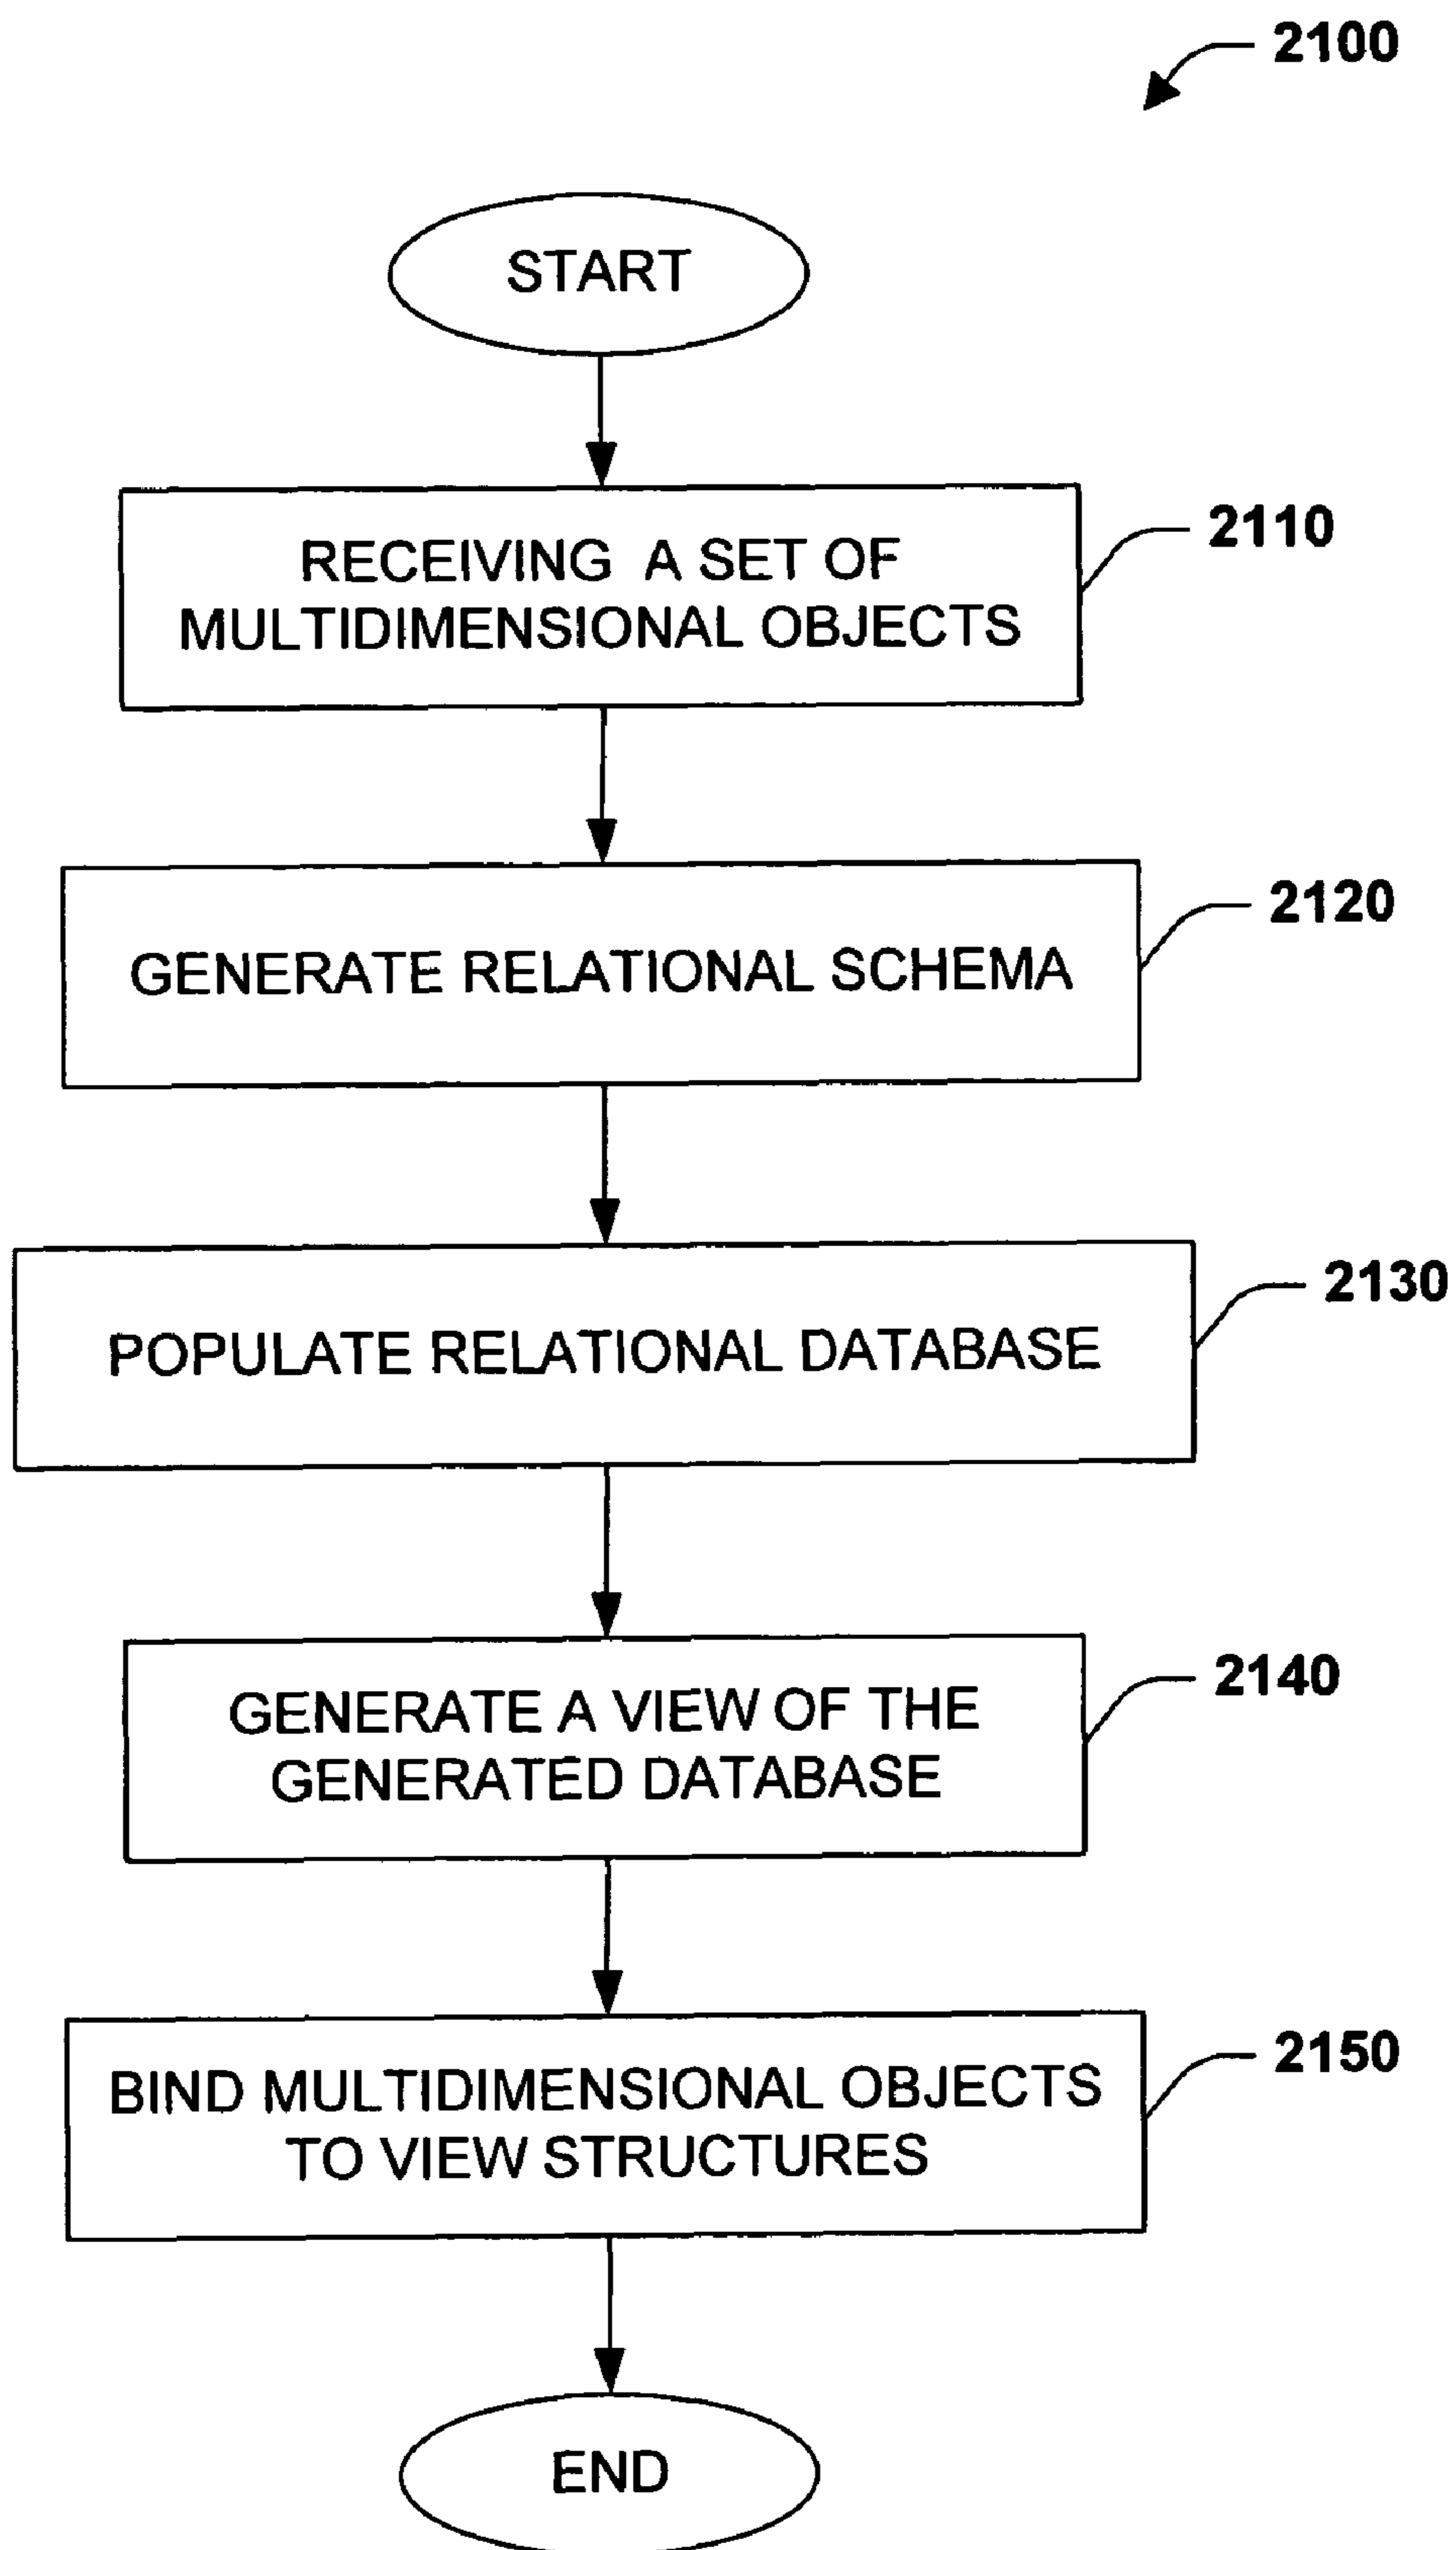 2100
START
RECEIVING A SET OF
MULTIDIMENSIONAL OBJECTS
2110
GENERATE RELATIONAL SCHEMA
2120
POPULATE RELATIONAL DATABASE
2130
GENERATE A VIEW OF THE
GENERATED DATABASE
2140
BIND MULTIDIMENSIONAL OBJECTS
TO VIEW STRUCTURES
2150
END